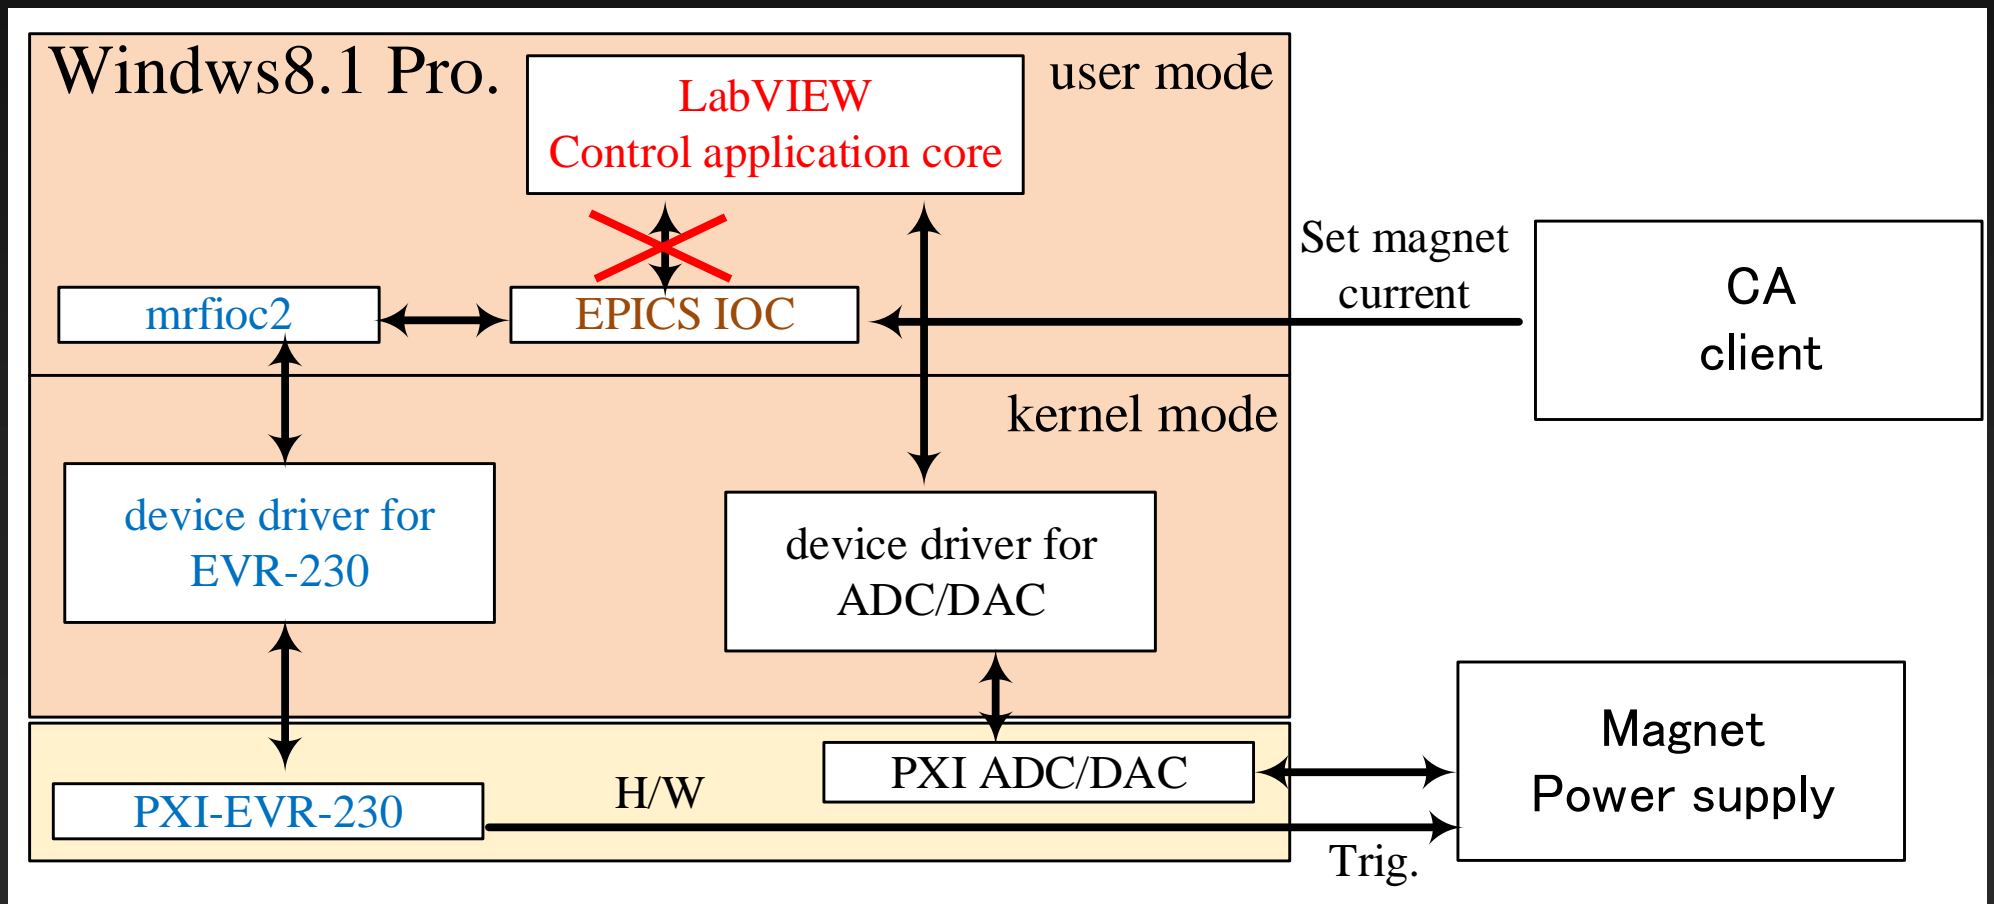 Windws8.1 Pro.
LabVIEW
Control application core
user mode
Set magnet
current
CA
client
mrfioc2
EPICS IOC
kernel mode
device driver for
EVR-230
device driver for
ADC/DAC
PXI-EVR-230
H/W
PXI ADC/DAC
Magnet
Power supply
Trig.